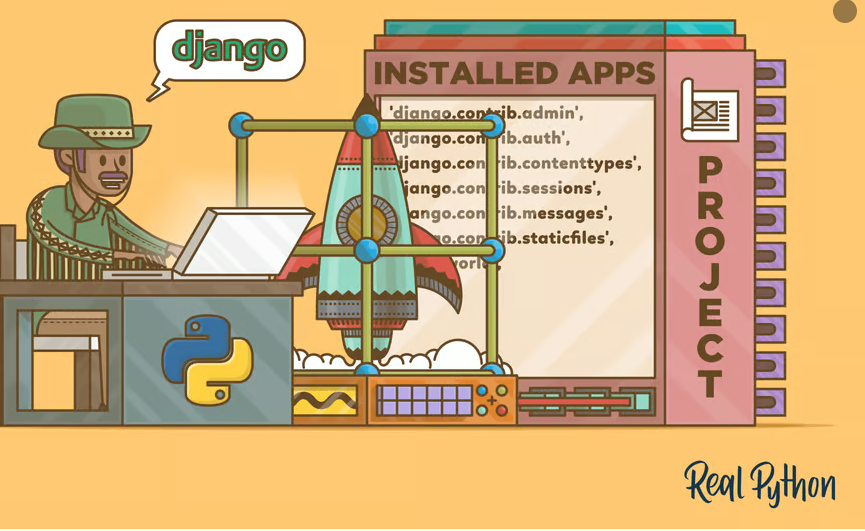 django
INSTALLED APPS
'django.contrib.admin',
django.contrib.auth',
django.contrib.contenttypes',
django.contrib.sessions',
django.contrib.messages',
contrib.staticfiles',
PROJECT
Real Python